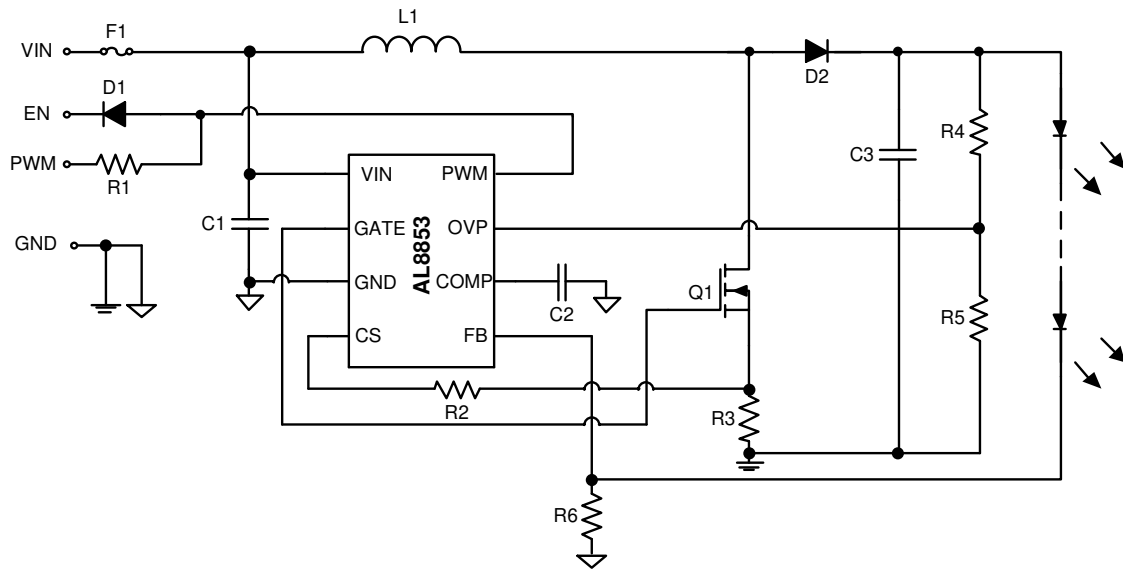 F1
L1
VIN
D2
D1
EN
R4
C3
PWM
R1
VIN
PWM
C1
GATE
OVP
AL8853
GND
GND
COMP
C2
Q1
R5
CS
FB
R2
R3
R6